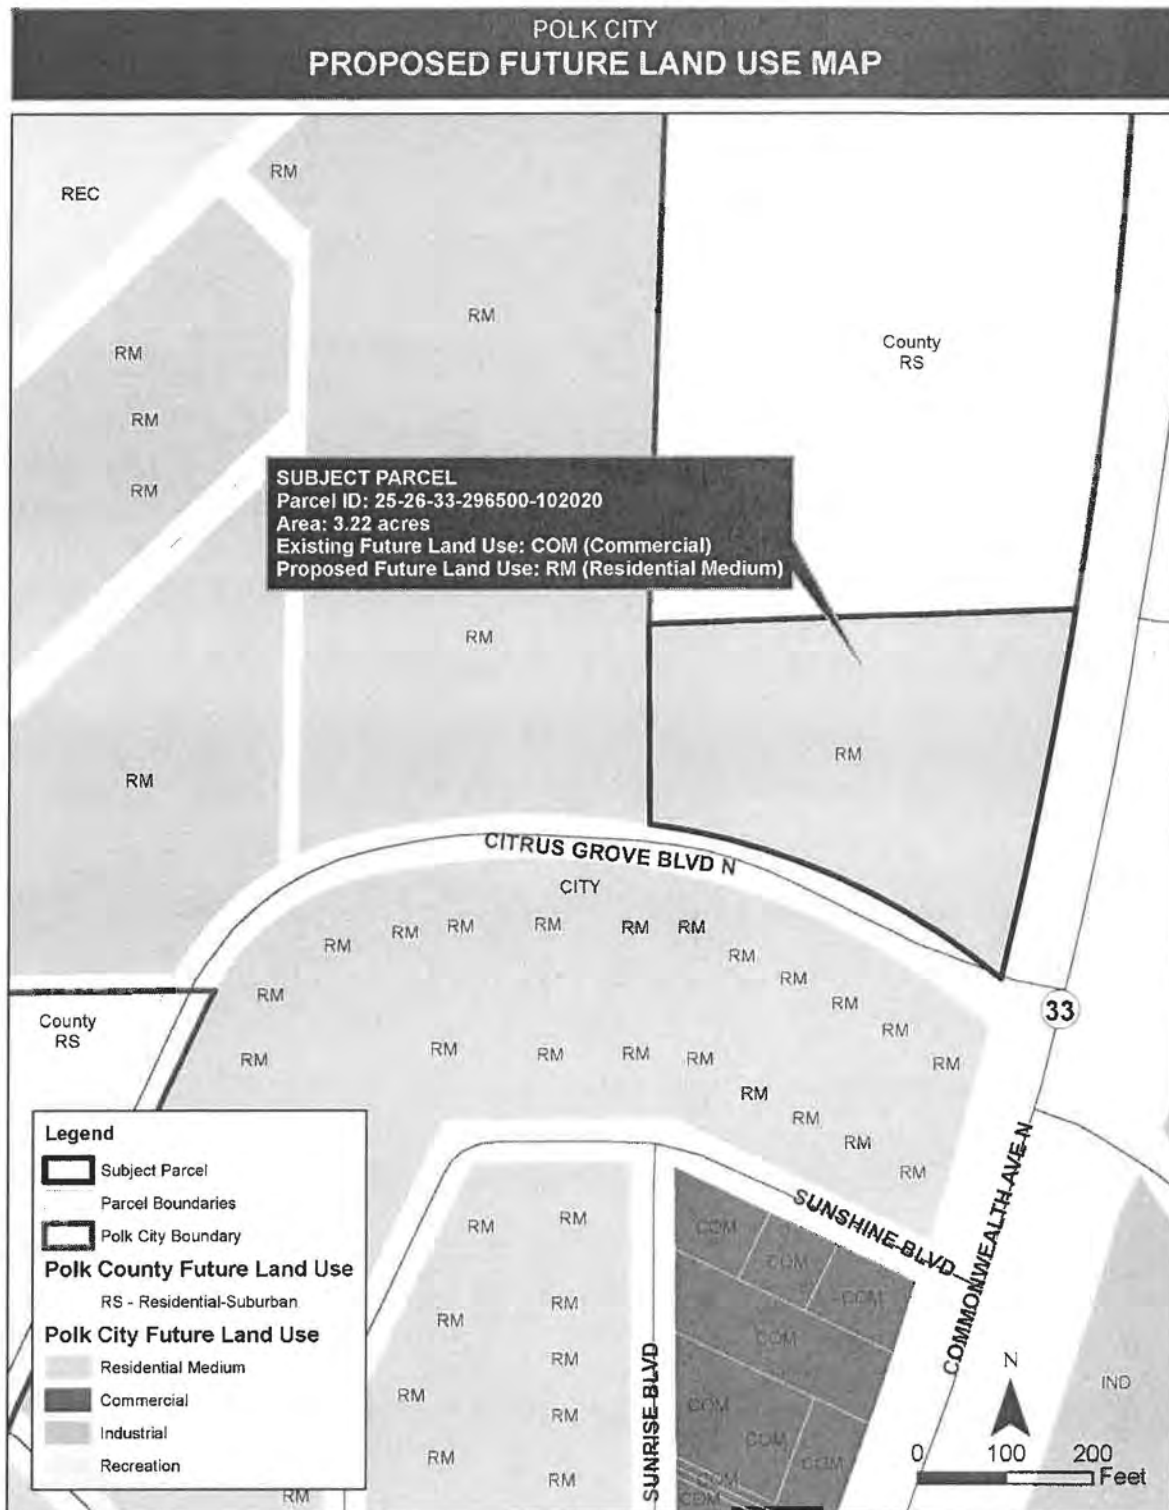 POLK CITY
PROPOSED FUTURE LAND USE MAP
RM
REC
RM
RM
County
RS
RM
RM
RM
SUBJECT PARCEL
Parcel ID: 25-26-33-296500-102020
Area: 3.22 acres
Existing Future Land Use: COM (Commercial)
Proposed Future Land Use: RM (Residential Medium)
RM
RM
RM
CITRUS GROVE BLVD N
CITY
RM
RM
RM
RM
RM
RM
RM
RM
RM
RM
RM
RM
33
County
RS
RM
RM
RM
RM
RM
RM
RM
RM
RM
SUNSHINE BLVD
COMMONWEALTH AVE N
Legend
Subject Parcel
Parcel Boundaries
Polk City Boundary
Polk County Future Land Use
RS - Residential-Suburban
Polk City Future Land Use
Residential Medium
Commercial
Industrial
Recreation
RM
RM
RM
RM
RM
RM
RM
RM
RM
RM
SUNRISE BLVD
COM
COM
COM
COM
COM
COM
COM
COM
COM
IND
N
0 100 200
Feet